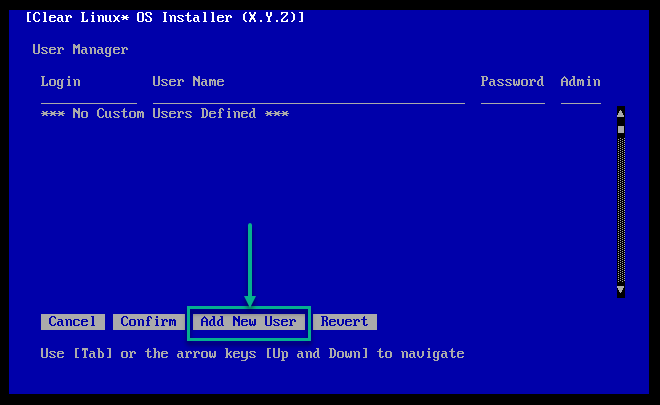 [Clear Linux* OS Installer (X.Y.Z)]
User Manager
Login User Name Password Admin
*** No Custom Users Defined ***
Cancel Confirm Add New User Revert
Use [Tab] or the arrow keys [Up and Down] to navigate